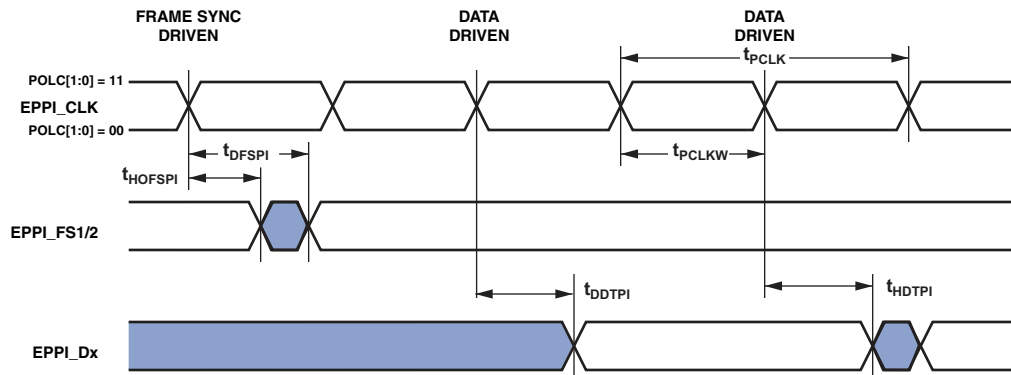 FRAME SYNC
DRIVEN
DATA
DRIVEN
DATA
DRIVEN
tPCLK
POLC[1:0] = 11
EPPI_CLK
POLC[1:0] = 00
tDFSPI
tPCLKW
tHOFSPI
EPPI_FS1/2
tDDTPI
tHDTPI
EPPI_Dx